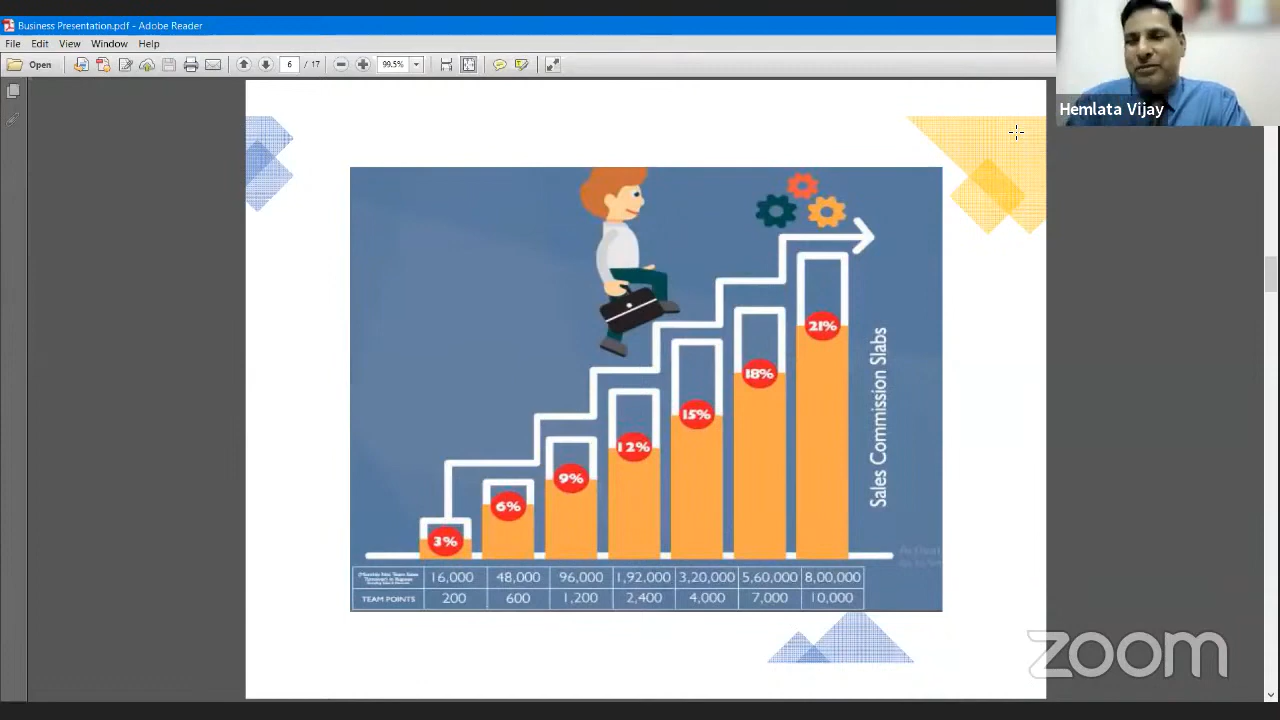 Business Presentation.pdf - Adobe Reader
File Edit View Window Help
Open 6 / 17 99.5%
Hemlata Vijay
21%
18%
15%
12%
9%
6%
3%
Sales Commission Slabs
16,000 48,000 96,000 1,92,000 3,20,000 5,60,000 8,00,000
TEAM POINTS 200 600 1,200 2,400 4,000 7,000 10,000
zoom